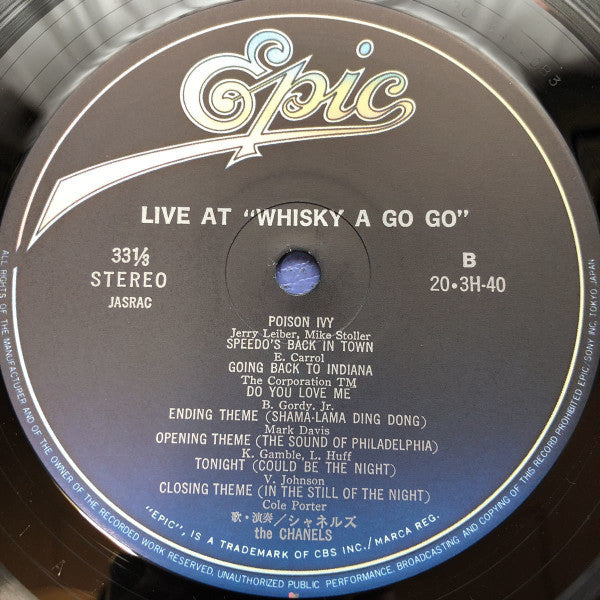 Epic
LIVE AT "WHISKY A GO GO"
33⅓
STEREO
JASRAC
B
20•3H-40
POISON IVY
Jerry Leiber, Mike Stoller
SPEEDO'S BACK IN TOWN
E. Carrol
GOING BACK TO INDIANA
The Corporation TM
DO YOU LOVE ME
B. Gordy. Jr.
ENDING THEME (SHAMA-LAMA DING DONG)
Mark Davis
OPENING THEME (THE SOUND OF PHILADELPHIA)
K. Gamble, L. Huff
TONIGHT (COULD BE THE NIGHT)
V. Johnson
CLOSING THEME (IN THE STILL OF THE NIGHT)
Cole Porter
歌・演奏/シャネルズ
the CHANELS
"EPIC", IS A TRADEMARK OF CBS INC./MARCA REG.
ALL RIGHTS OF THE MANUFACTURER AND OF THE OWNER OF THE RECORDED WORK RESERVED, UNAUTHORIZED PUBLIC PERFORMANCE, BROADCASTING AND COPYING OF THIS RECORD PROHIBITED EPIC/SONY INC. TOKYO JAPAN